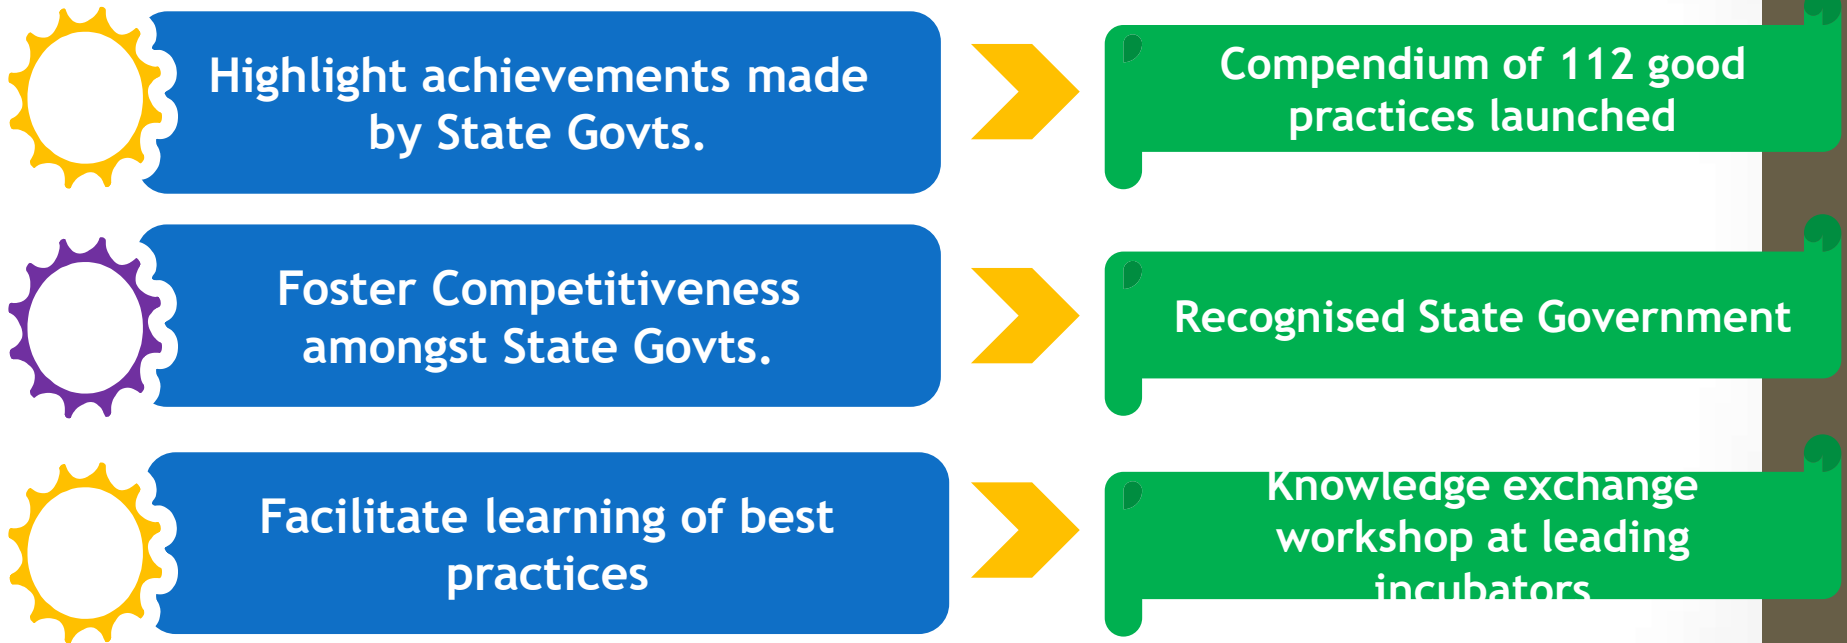 Highlight achievements made
by State Govts.
Compendium of 112 good
practices launched
Foster Competitiveness
amongst State Govts.
Recognised State Government
Facilitate learning of best
practices
Knowledge exchange
workshop at leading
incubators